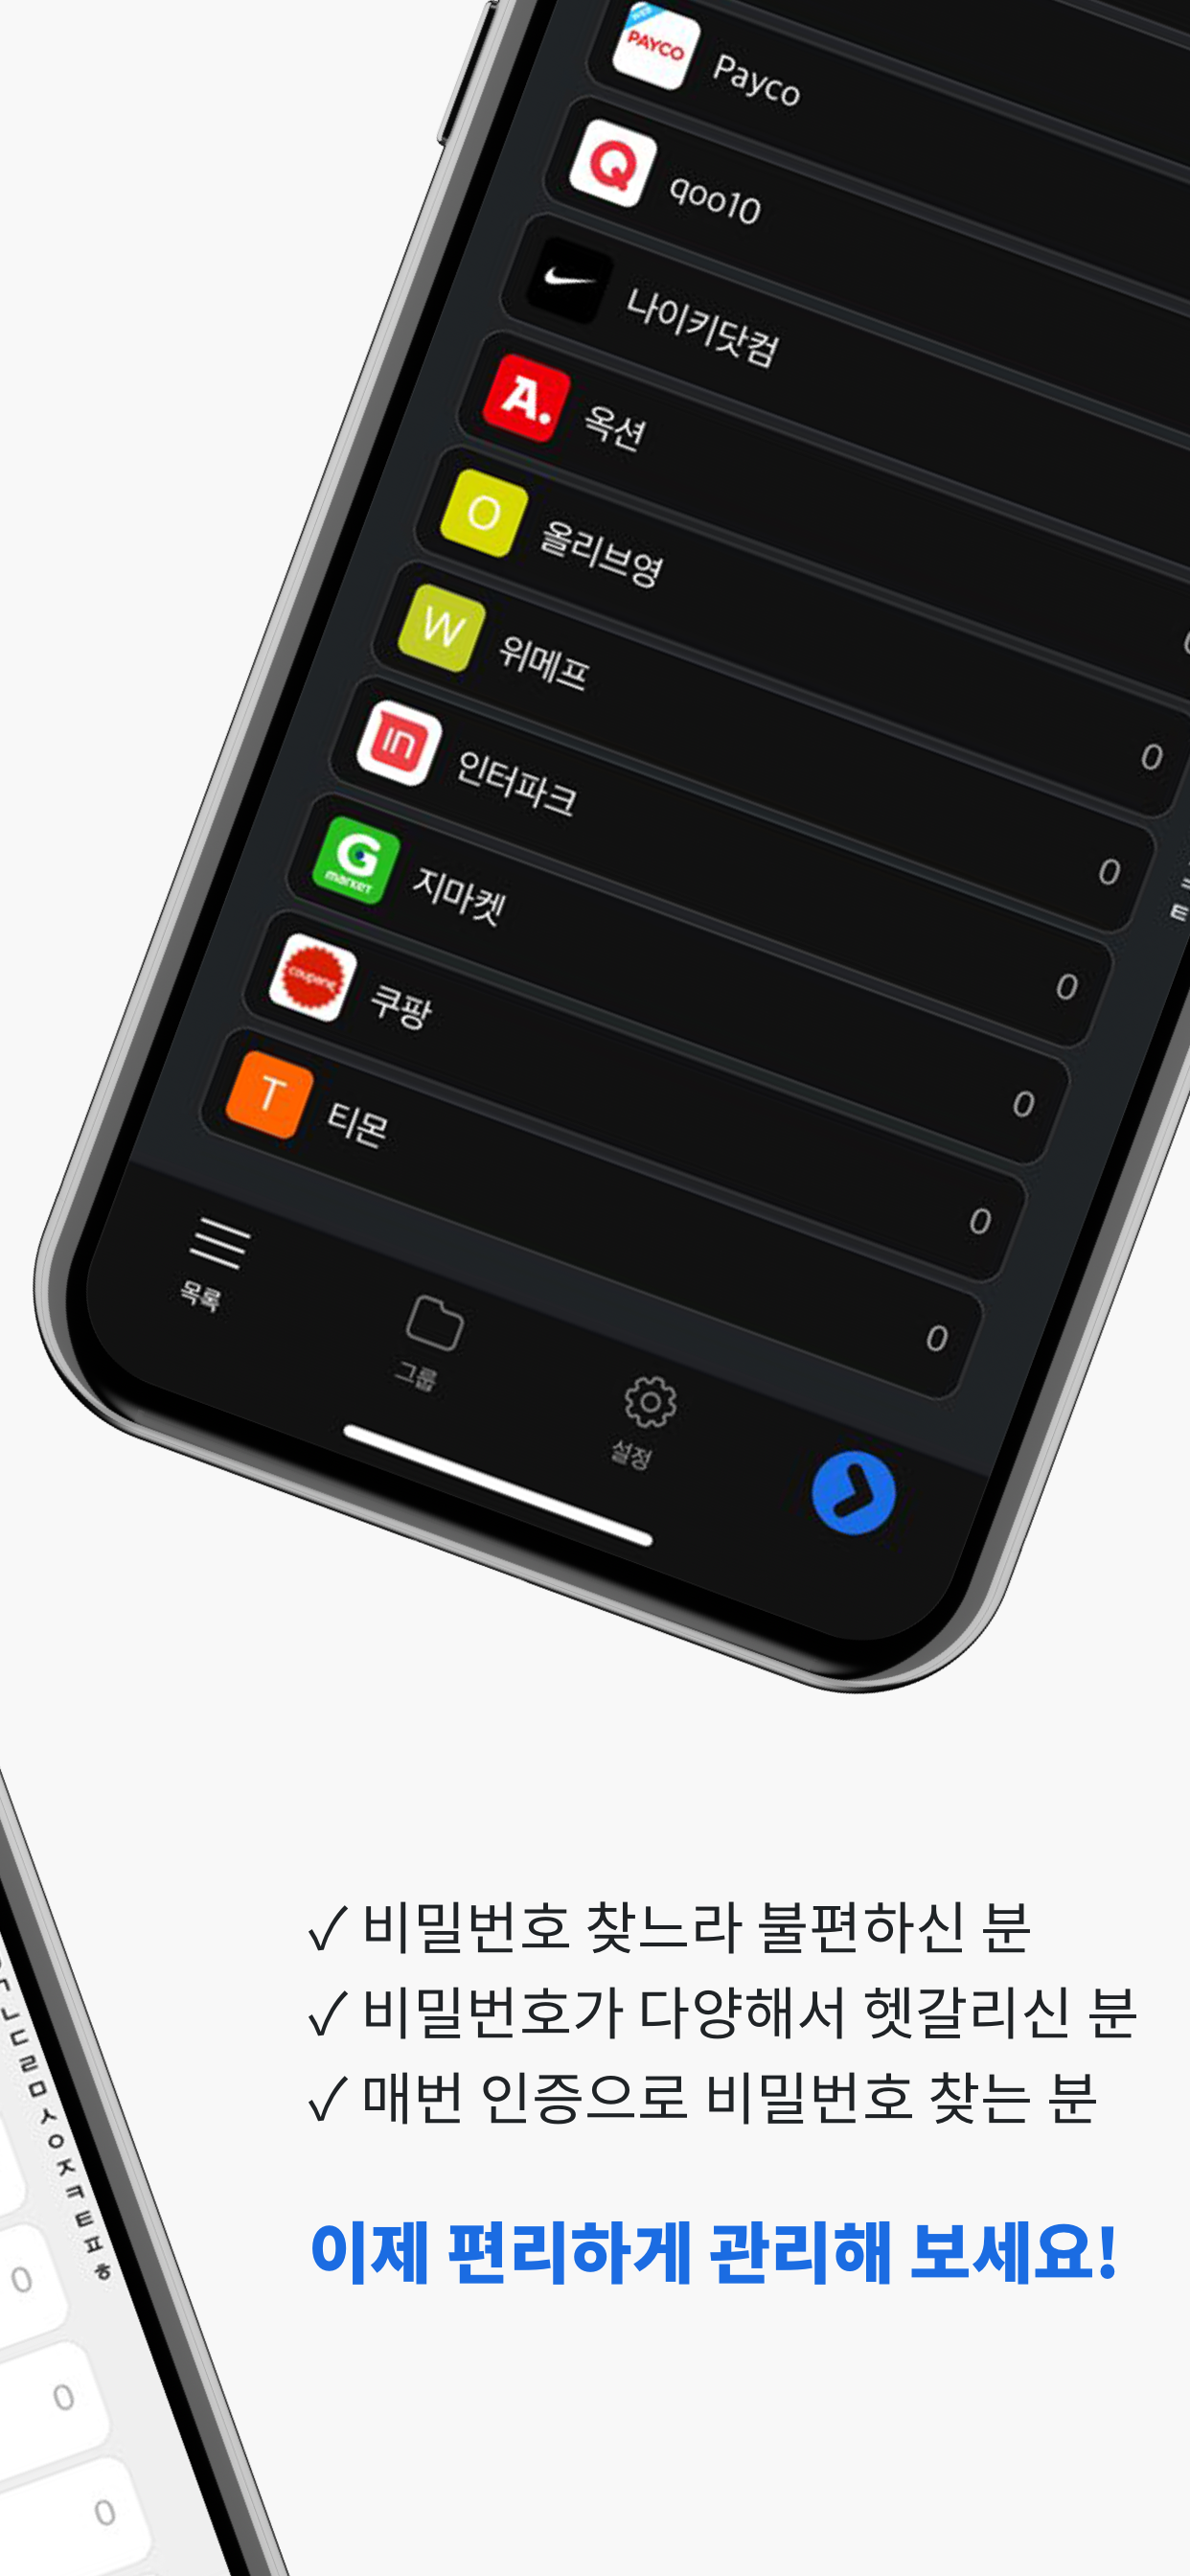 PAYCO
Payco
Q
qoo10
나이키닷컴
A.
옥션
O
올리브영
W
위메프
0
in
인터파크
0
G
market
지마켓
0
coupang
쿠팡
0
T
티몬
0
0
ㅌ
목록
그룹
설정
✓ 비밀번호 찾느라 불편하신 분
✓ 비밀번호가 다양해서 헷갈리신 분
✓ 매번 인증으로 비밀번호 찾는 분
이제 편리하게 관리해 보세요!
ㄱ
ㄴ
ㄷ
ㄹ
ㅁ
ㅅ
ㅇ
ㅈ
ㅋ
ㅌ
ㅍ
ㅎ
0
0
0